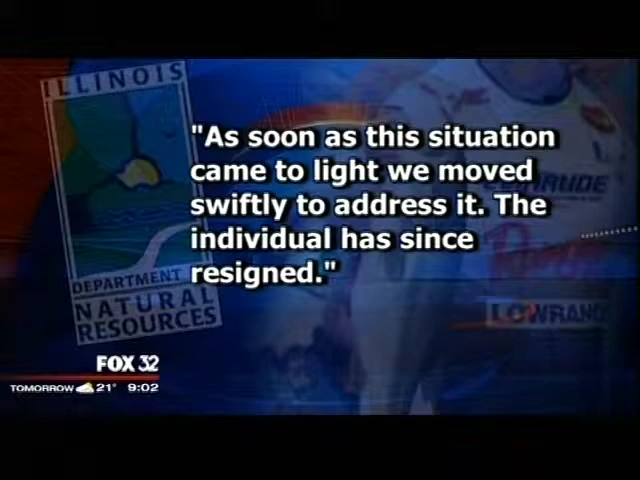 ILLINOIS
"As soon as this situation
came to light we moved
swiftly to address it. The
individual has since
resigned."
DEPARTMENT
NATURAL
RESOURCES
LOWRANCE
FOX 32
TOMORROW 21° 9:02